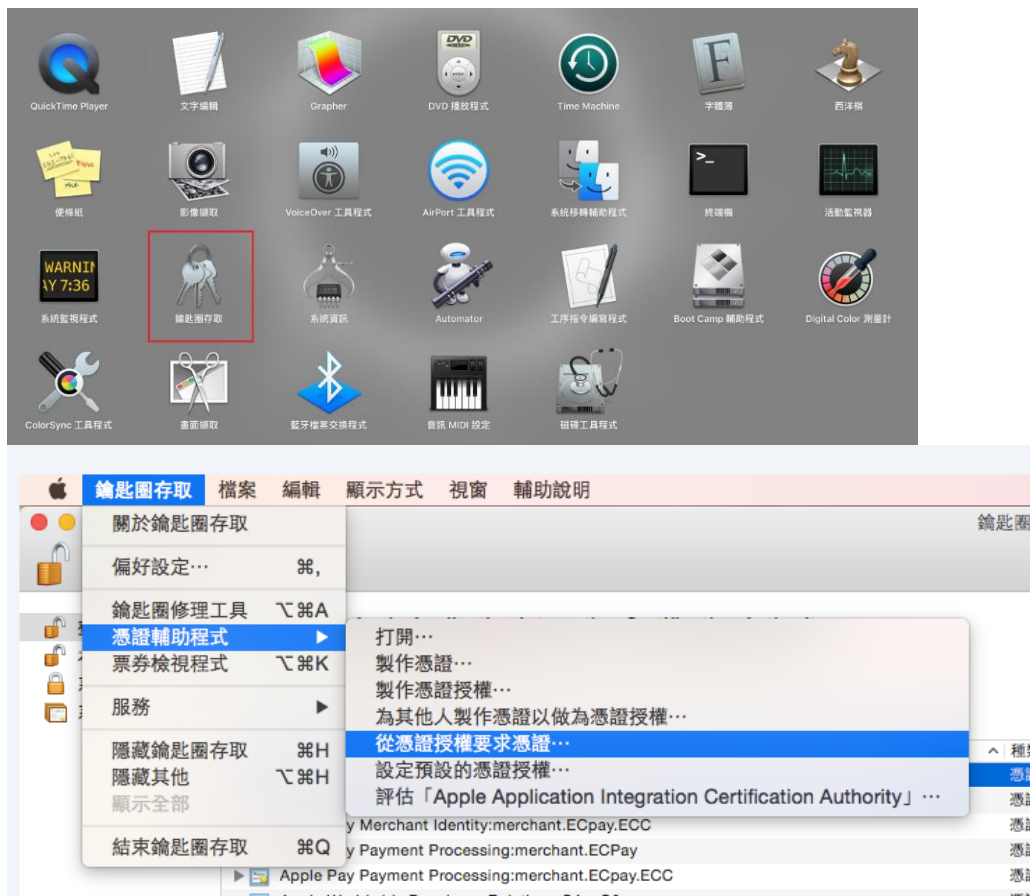 QuickTime Player
文字編輯
Grapher
DVD 播放程式
Time Machine
字體簿
西洋棋
便條紙
影像擷取
VoiceOver 工具程式
AirPort 工具程式
系統移轉輔助程式
終端機
活動監視器
WARNIN
AY 7:36
系統監視程式
鑰匙圈存取
系統資訊
Automator
工序指令編寫程式
Boot Camp 輔助程式
Digital Color 測量計
ColorSync 工具程式
畫面擷取
藍牙檔案交換程式
音訊 MIDI 設定
磁碟工具程式
鑰匙圈存取 檔案 編輯 顯示方式 視窗 輔助說明
鑰匙圈
關於鑰匙圈存取
偏好設定… ⌘,
鑰匙圈修理工具 ⌥⌘A
憑證輔助程式 ▶
票券檢視程式 ⌥⌘K
服務 ▶
隱藏鑰匙圈存取 ⌘H
隱藏其他 ⌥⌘H
顯示全部
結束鑰匙圈存取 ⌘Q
打開…
製作憑證…
製作憑證授權…
為其他人製作憑證以做為憑證授權…
從憑證授權要求憑證…
設定預設的憑證授權…
評估「Apple Application Integration Certification Authority」…
種類
憑證
憑證
y Merchant Identity:merchant.ECpay.ECC
憑證
y Payment Processing:merchant.ECPay
憑證
Apple Pay Payment Processing:merchant.ECpay.ECC
憑證